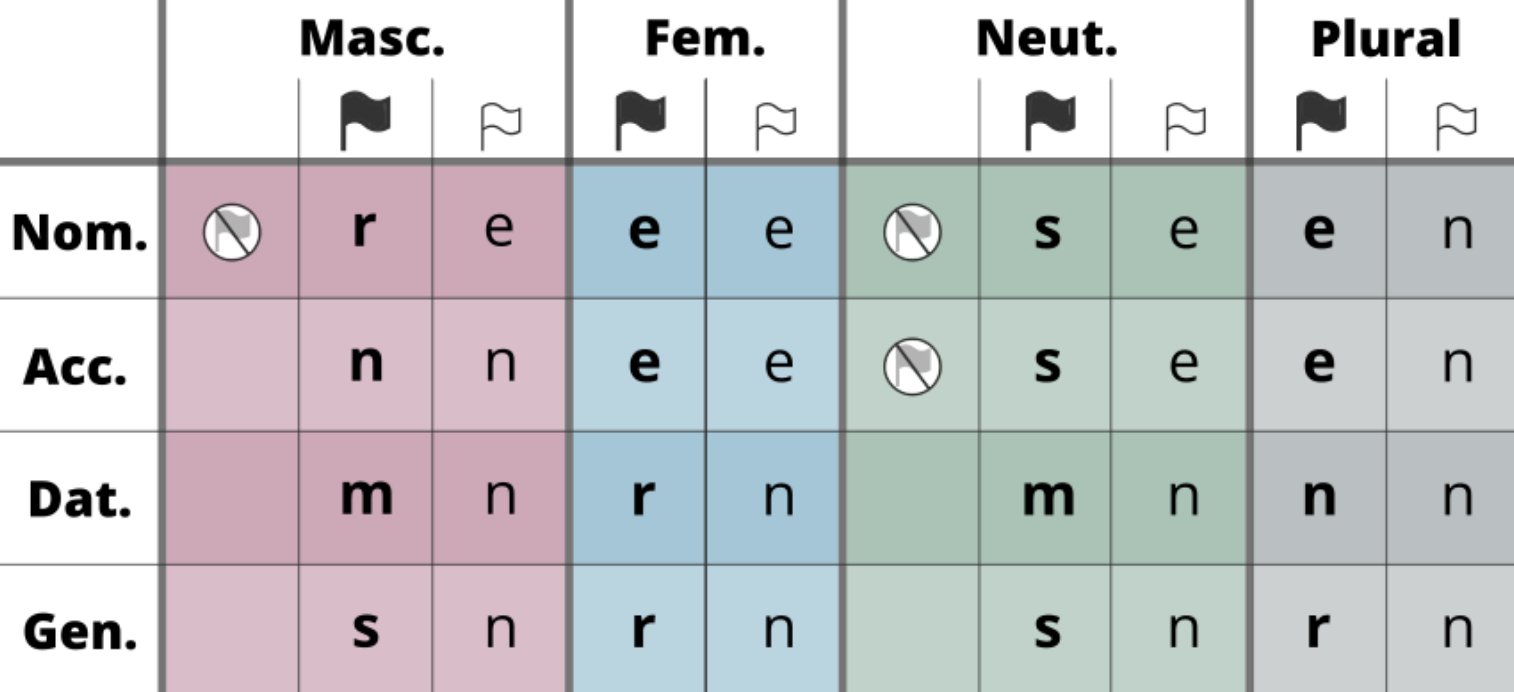 Masc. Fem. Neut. Plural
Nom. r e e e s e e n
Acc. n n e e s e e n
Dat. m n r n m n n n
Gen. s n r n s n r n